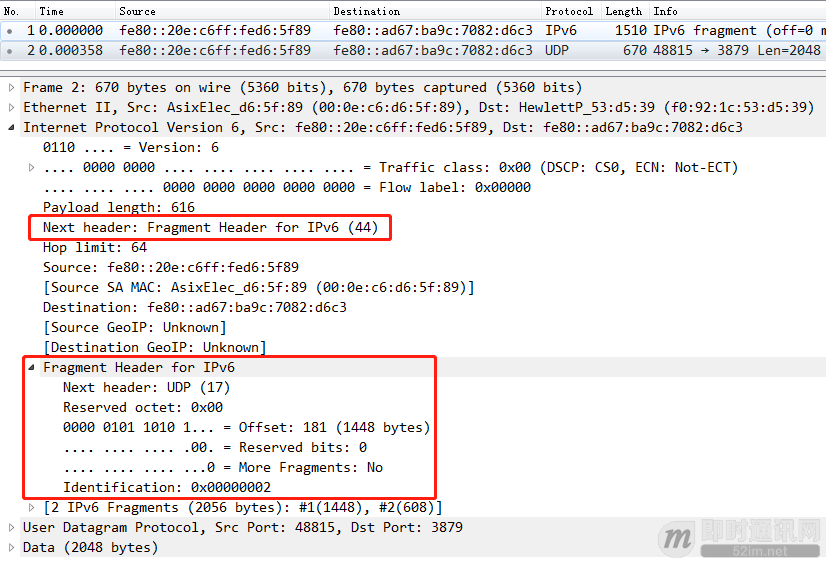 No. Time Source Destination Protocol Length Info
1 0.000000 fe80::20e:c6ff:fed6:5f89 fe80::ad67:ba9c:7082:d6c3 IPv6 1510 IPv6 fragment (off=0 m
2 0.000358 fe80::20e:c6ff:fed6:5f89 fe80::ad67:ba9c:7082:d6c3 UDP 670 48815 → 3879 Len=2048
Frame 2: 670 bytes on wire (5360 bits), 670 bytes captured (5360 bits)
Ethernet II, Src: AsixElec_d6:5f:89 (00:0e:c6:d6:5f:89), Dst: HewlettP_53:d5:39 (f0:92:1c:53:d5:39)
Internet Protocol Version 6, Src: fe80::20e:c6ff:fed6:5f89, Dst: fe80::ad67:ba9c:7082:d6c3
0110 .... = Version: 6
.... 0000 0000 .... .... .... .... .... = Traffic class: 0x00 (DSCP: CS0, ECN: Not-ECT)
.... .... .... 0000 0000 0000 0000 0000 = Flow label: 0x00000
Payload length: 616
Next header: Fragment Header for IPv6 (44)
Hop limit: 64
Source: fe80::20e:c6ff:fed6:5f89
[Source SA MAC: AsixElec_d6:5f:89 (00:0e:c6:d6:5f:89)]
Destination: fe80::ad67:ba9c:7082:d6c3
[Source GeoIP: Unknown]
[Destination GeoIP: Unknown]
Fragment Header for IPv6
Next header: UDP (17)
Reserved octet: 0x00
0000 0101 1010 1... = Offset: 181 (1448 bytes)
.... .... .... .00. = Reserved bits: 0
.... .... .... ...0 = More Fragments: No
Identification: 0x00000002
[2 IPv6 Fragments (2056 bytes): #1(1448), #2(608)]
User Datagram Protocol, Src Port: 48815, Dst Port: 3879
Data (2048 bytes)
m 即时通讯网
52im.net